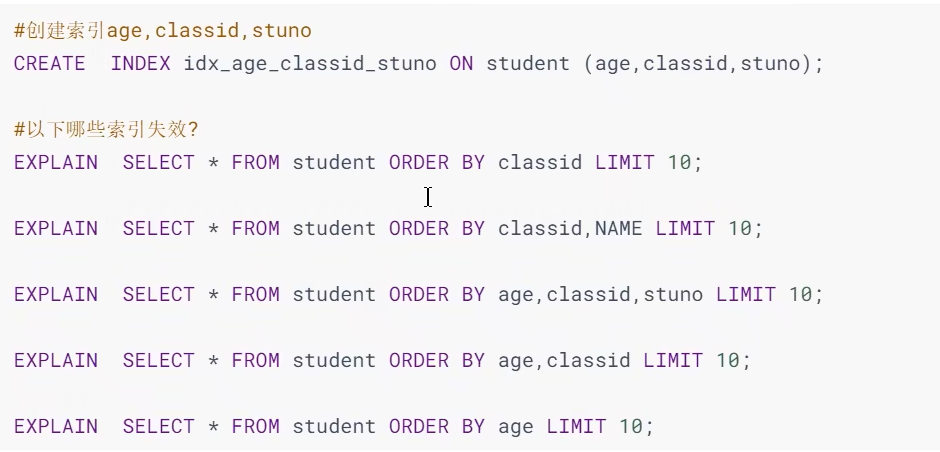 #创建索引age,classid,stuno
CREATE  INDEX idx_age_classid_stuno ON student (age,classid,stuno);
#以下哪些索引失效?
EXPLAIN  SELECT * FROM student ORDER BY classid LIMIT 10;
EXPLAIN  SELECT * FROM student ORDER BY classid,NAME LIMIT 10;
EXPLAIN  SELECT * FROM student ORDER BY age,classid,stuno LIMIT 10;
EXPLAIN  SELECT * FROM student ORDER BY age,classid LIMIT 10;
EXPLAIN  SELECT * FROM student ORDER BY age LIMIT 10;